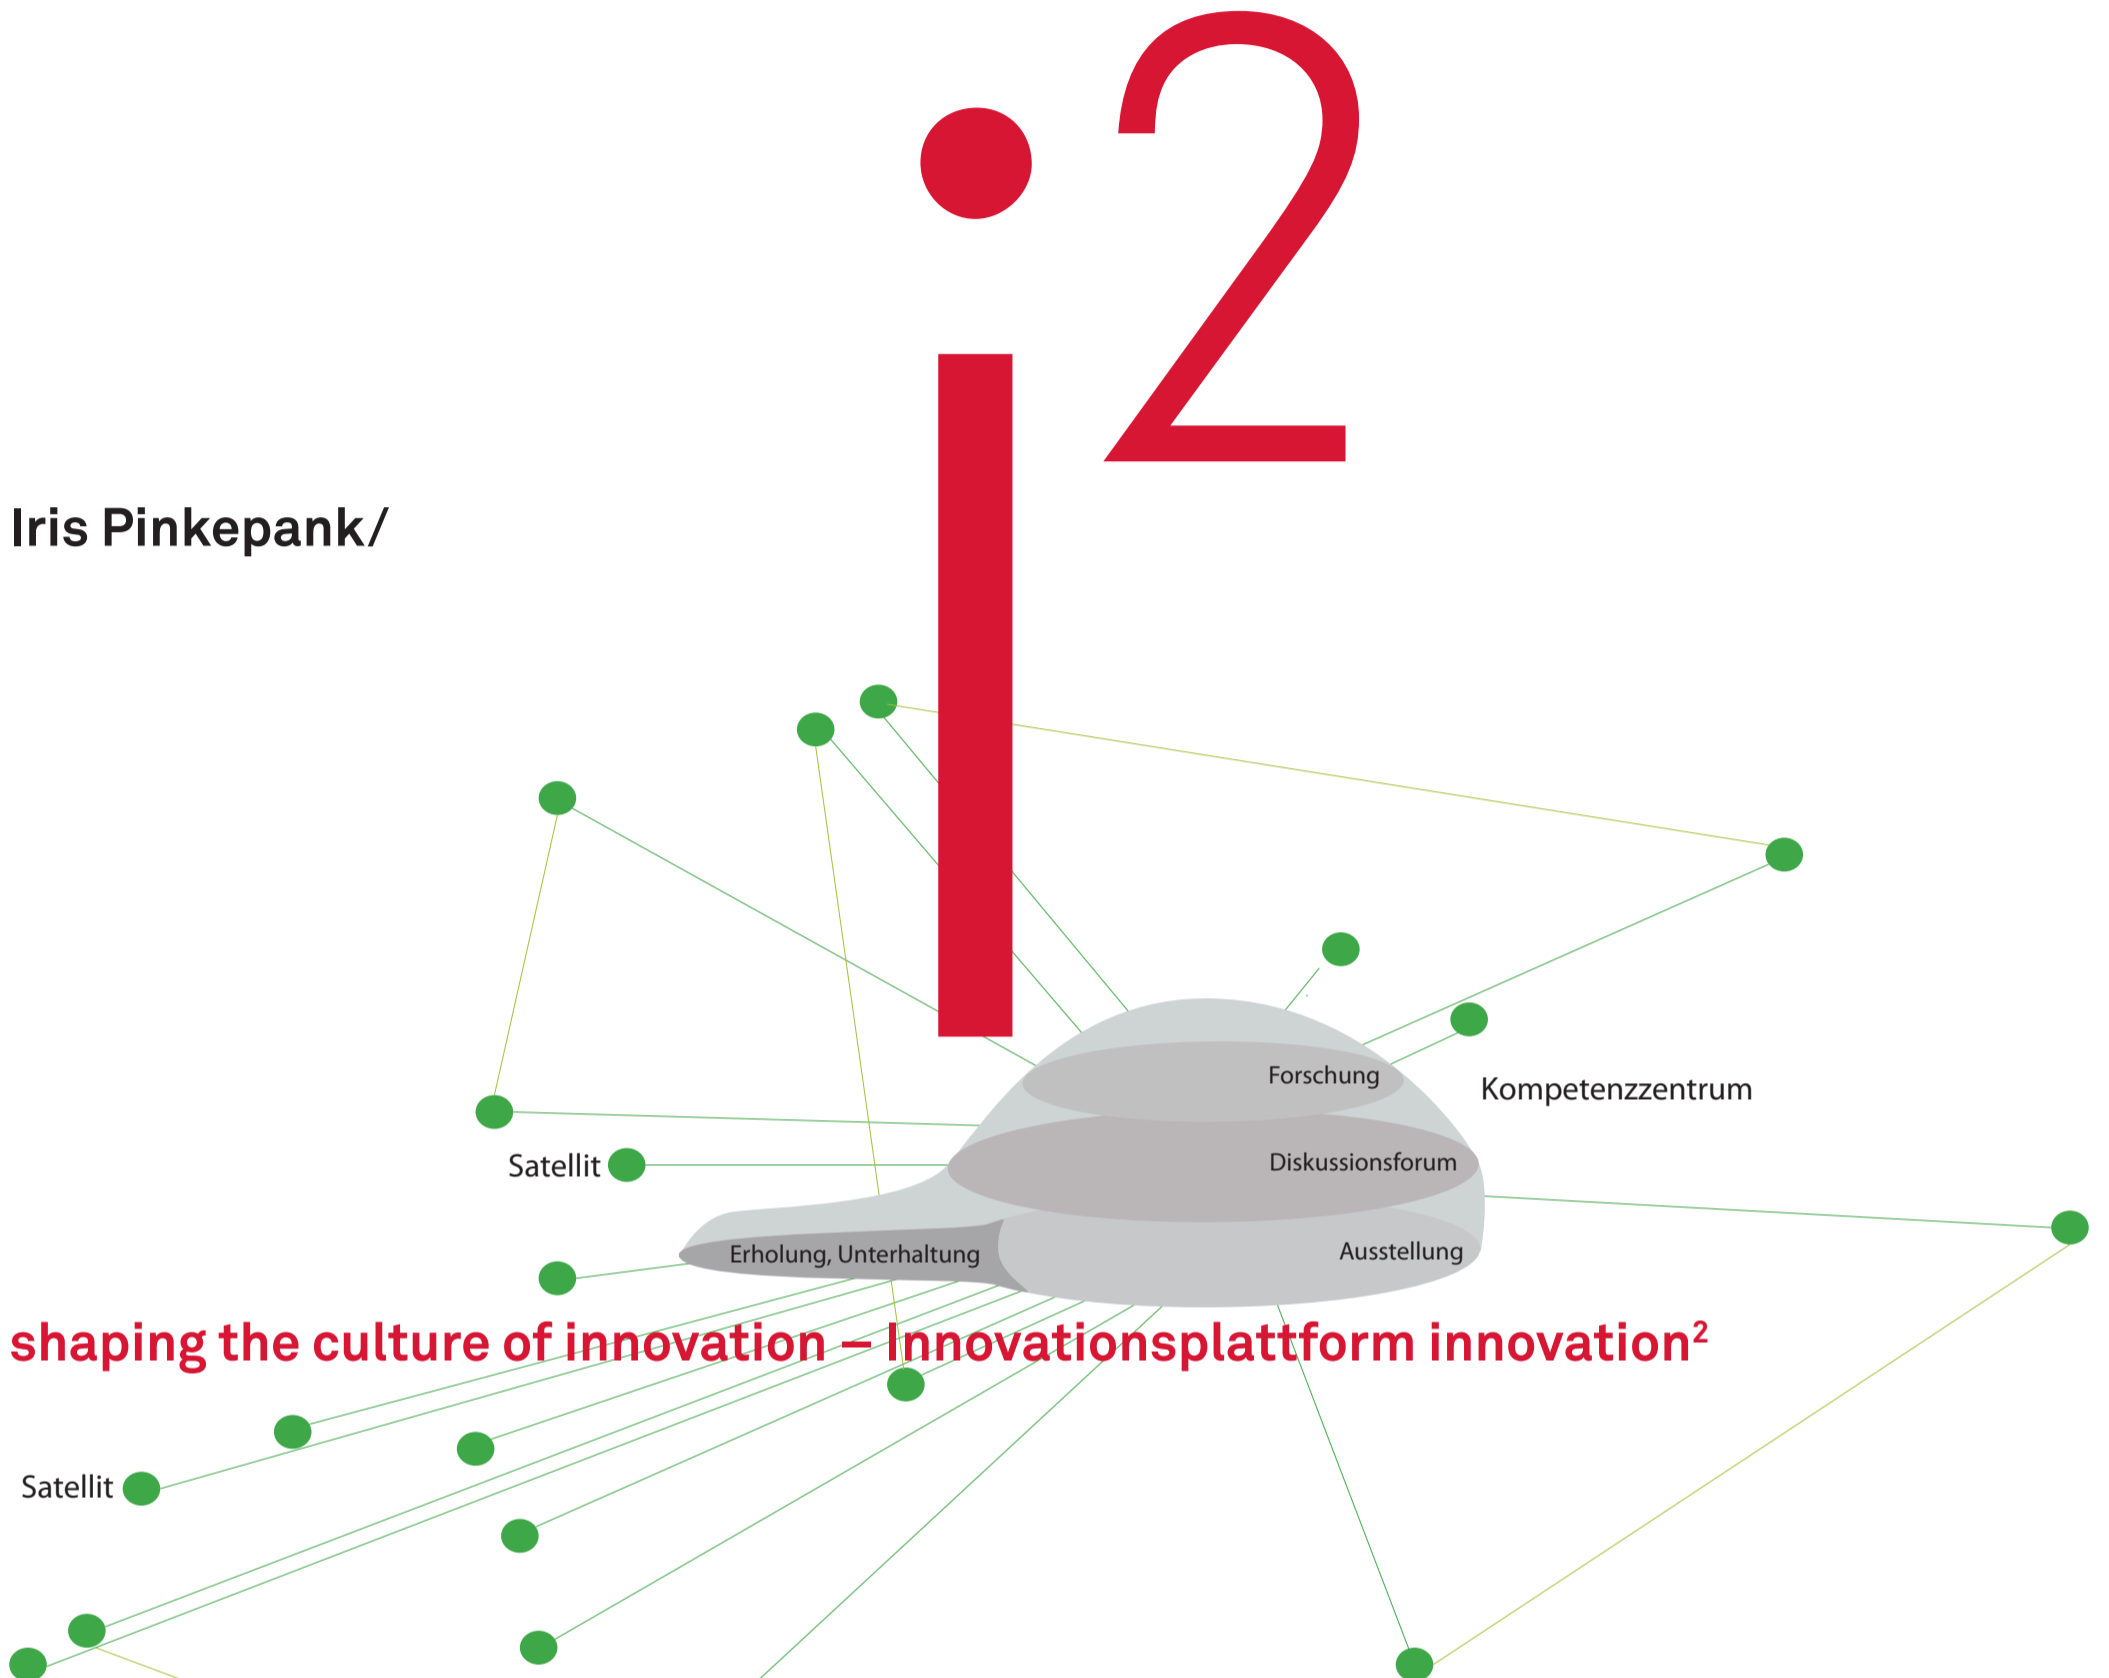 i²
Iris Pinkepank/
Forschung
Kompetenzzentrum
Diskussionsforum
Satellit
Erholung, Unterhaltung
Ausstellung
shaping the culture of innovation – Innovationsplattform innovation²
Satellit